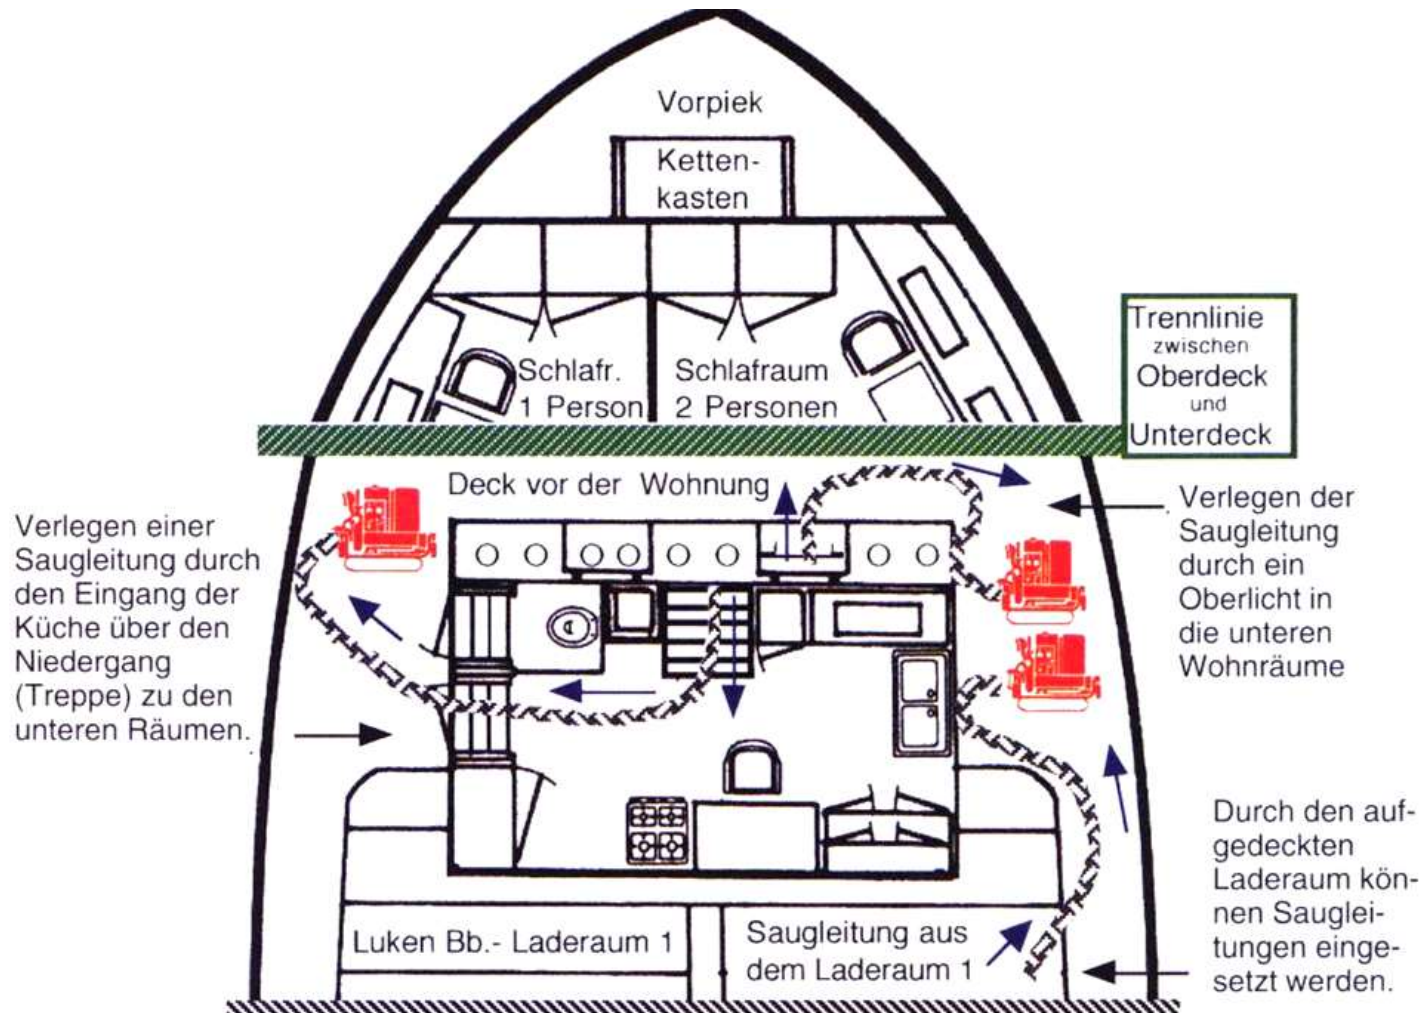 Vorpiek
Ketten-
kasten
Schlafr.
1 Person
Schlafraum
2 Personen
Trennlinie
zwischen
Oberdeck
und
Unterdeck
Deck vor der Wohnung
Verlegen einer
Saugleitung durch
den Eingang der
Küche über den
Niedergang
(Treppe) zu den
unteren Räumen.
Verlegen der
Saugleitung
durch ein
Oberlicht in
die unteren
Wohnräume
Durch den auf-
gedeckten
Laderaum kön-
nen Sauglei-
tungen einge-
setzt werden.
Luken Bb.- Laderaum 1
Saugleitung aus
dem Laderaum 1